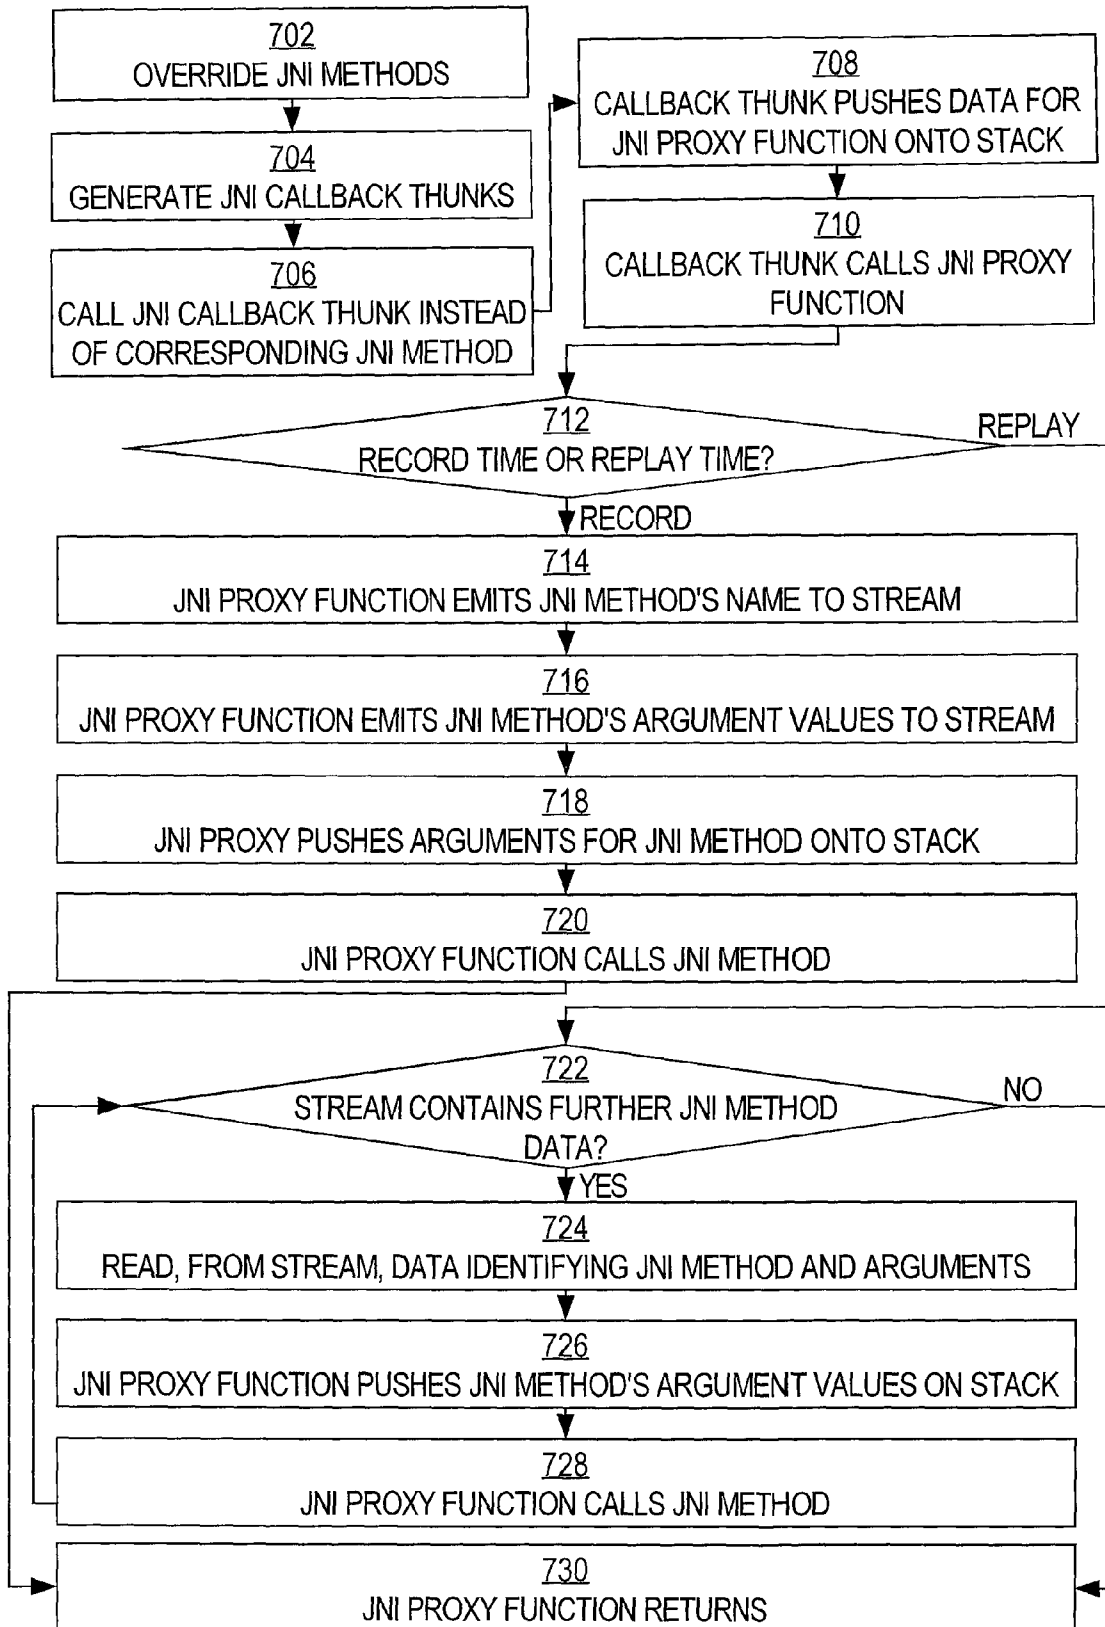 702
OVERRIDE JNI METHODS
704
GENERATE JNI CALLBACK THUNKS
706
CALL JNI CALLBACK THUNK INSTEAD
OF CORRESPONDING JNI METHOD
708
CALLBACK THUNK PUSHES DATA FOR
JNI PROXY FUNCTION ONTO STACK
710
CALLBACK THUNK CALLS JNI PROXY
FUNCTION
712
RECORD TIME OR REPLAY TIME?
REPLAY
RECORD
714
JNI PROXY FUNCTION EMITS JNI METHOD'S NAME TO STREAM
716
JNI PROXY FUNCTION EMITS JNI METHOD'S ARGUMENT VALUES TO STREAM
718
JNI PROXY PUSHES ARGUMENTS FOR JNI METHOD ONTO STACK
720
JNI PROXY FUNCTION CALLS JNI METHOD
722
STREAM CONTAINS FURTHER JNI METHOD
DATA?
NO
YES
724
READ, FROM STREAM, DATA IDENTIFYING JNI METHOD AND ARGUMENTS
726
JNI PROXY FUNCTION PUSHES JNI METHOD'S ARGUMENT VALUES ON STACK
728
JNI PROXY FUNCTION CALLS JNI METHOD
730
JNI PROXY FUNCTION RETURNS